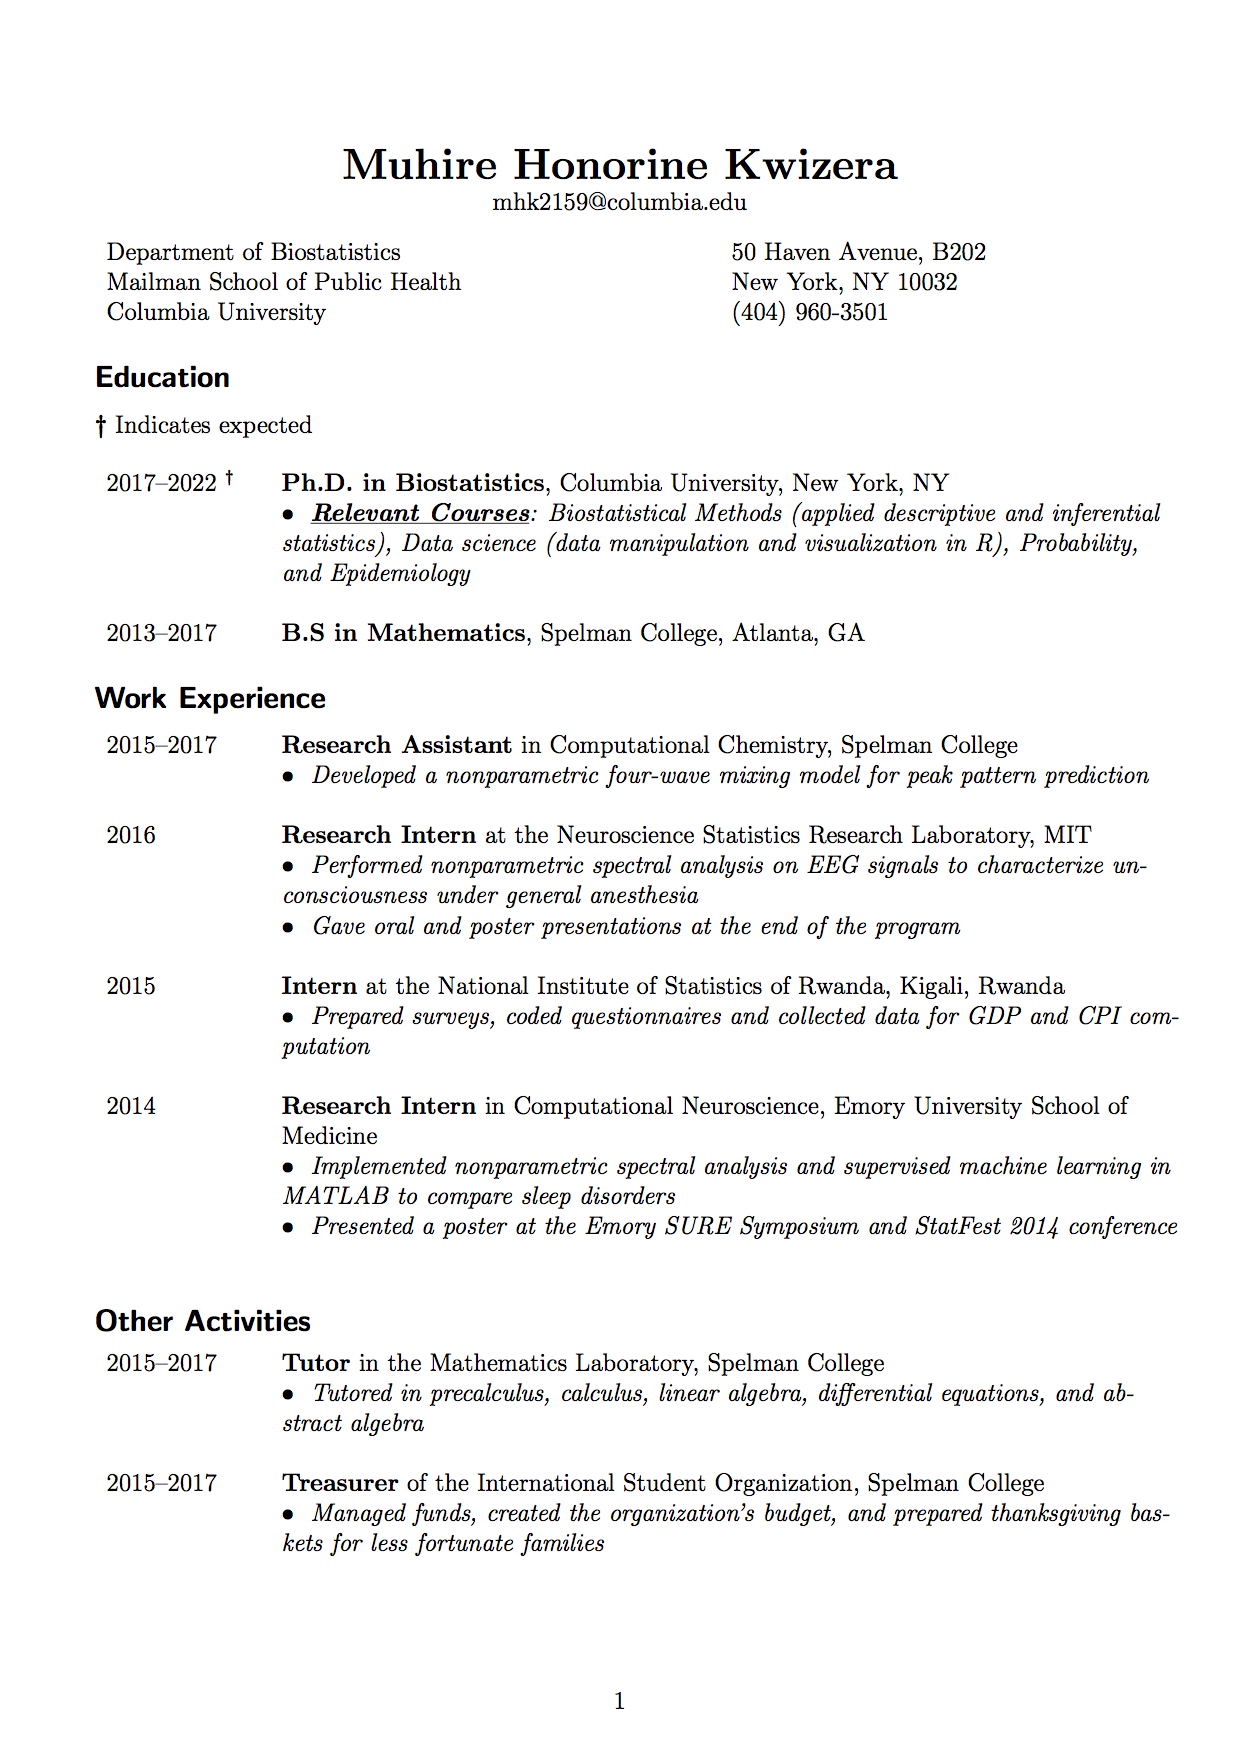 Muhire Honorine Kwizera
mhk2159@columbia.edu
Department of Biostatistics
Mailman School of Public Health
Columbia University
50 Haven Avenue, B202
New York, NY 10032
(404) 960-3501
Education
† Indicates expected
2017–2022 † Ph.D. in Biostatistics, Columbia University, New York, NY
• Relevant Courses: Biostatistical Methods (applied descriptive and inferential
statistics), Data science (data manipulation and visualization in R), Probability,
and Epidemiology
2013–2017 B.S in Mathematics, Spelman College, Atlanta, GA
Work Experience
2015–2017 Research Assistant in Computational Chemistry, Spelman College
• Developed a nonparametric four-wave mixing model for peak pattern prediction
2016 Research Intern at the Neuroscience Statistics Research Laboratory, MIT
• Performed nonparametric spectral analysis on EEG signals to characterize un-
consciousness under general anesthesia
• Gave oral and poster presentations at the end of the program
2015 Intern at the National Institute of Statistics of Rwanda, Kigali, Rwanda
• Prepared surveys, coded questionnaires and collected data for GDP and CPI com-
putation
2014 Research Intern in Computational Neuroscience, Emory University School of
Medicine
• Implemented nonparametric spectral analysis and supervised machine learning in
MATLAB to compare sleep disorders
• Presented a poster at the Emory SURE Symposium and StatFest 2014 conference
Other Activities
2015–2017 Tutor in the Mathematics Laboratory, Spelman College
• Tutored in precalculus, calculus, linear algebra, differential equations, and ab-
stract algebra
2015–2017 Treasurer of the International Student Organization, Spelman College
• Managed funds, created the organization's budget, and prepared thanksgiving bas-
kets for less fortunate families
1